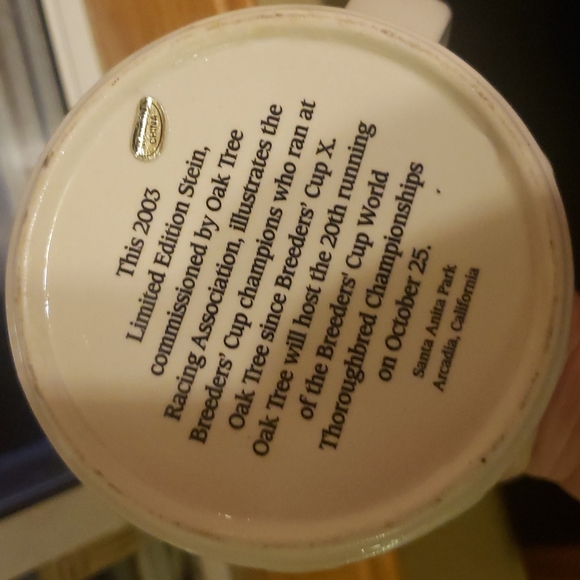 This 2003
Limited Edition Stein,
commissioned by Oak Tree
Racing Association, illustrates the
Breeders' Cup champions who ran at
Oak Tree since Breeders' Cup X.
Oak Tree will host the 20th running
of the Breeders' Cup World
Thoroughbred Championships
on October 25.
Santa Anita Park
Arcadia, California